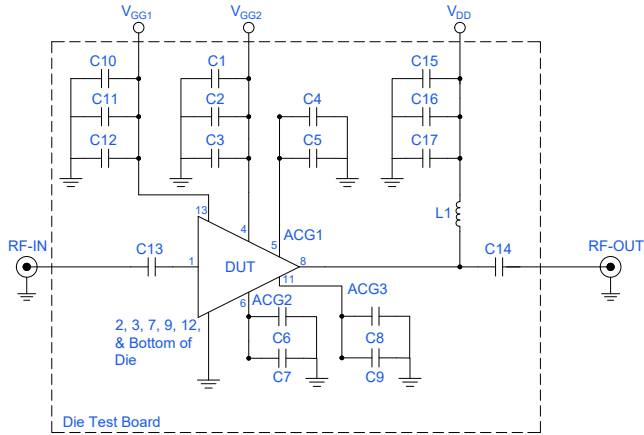 VGG1 VGG2 VDD
C10 C1 C15
C11 C2 C4 C16
C12 C3 C5 C17
13
L1
4
RF-IN C13 5 ACG1 C14 RF-OUT
1 DUT 8
11 ACG3
6 ACG2
2, 3, 7, 9, 12,
& Bottom of
Die
C6 C8
C7 C9
Die Test Board